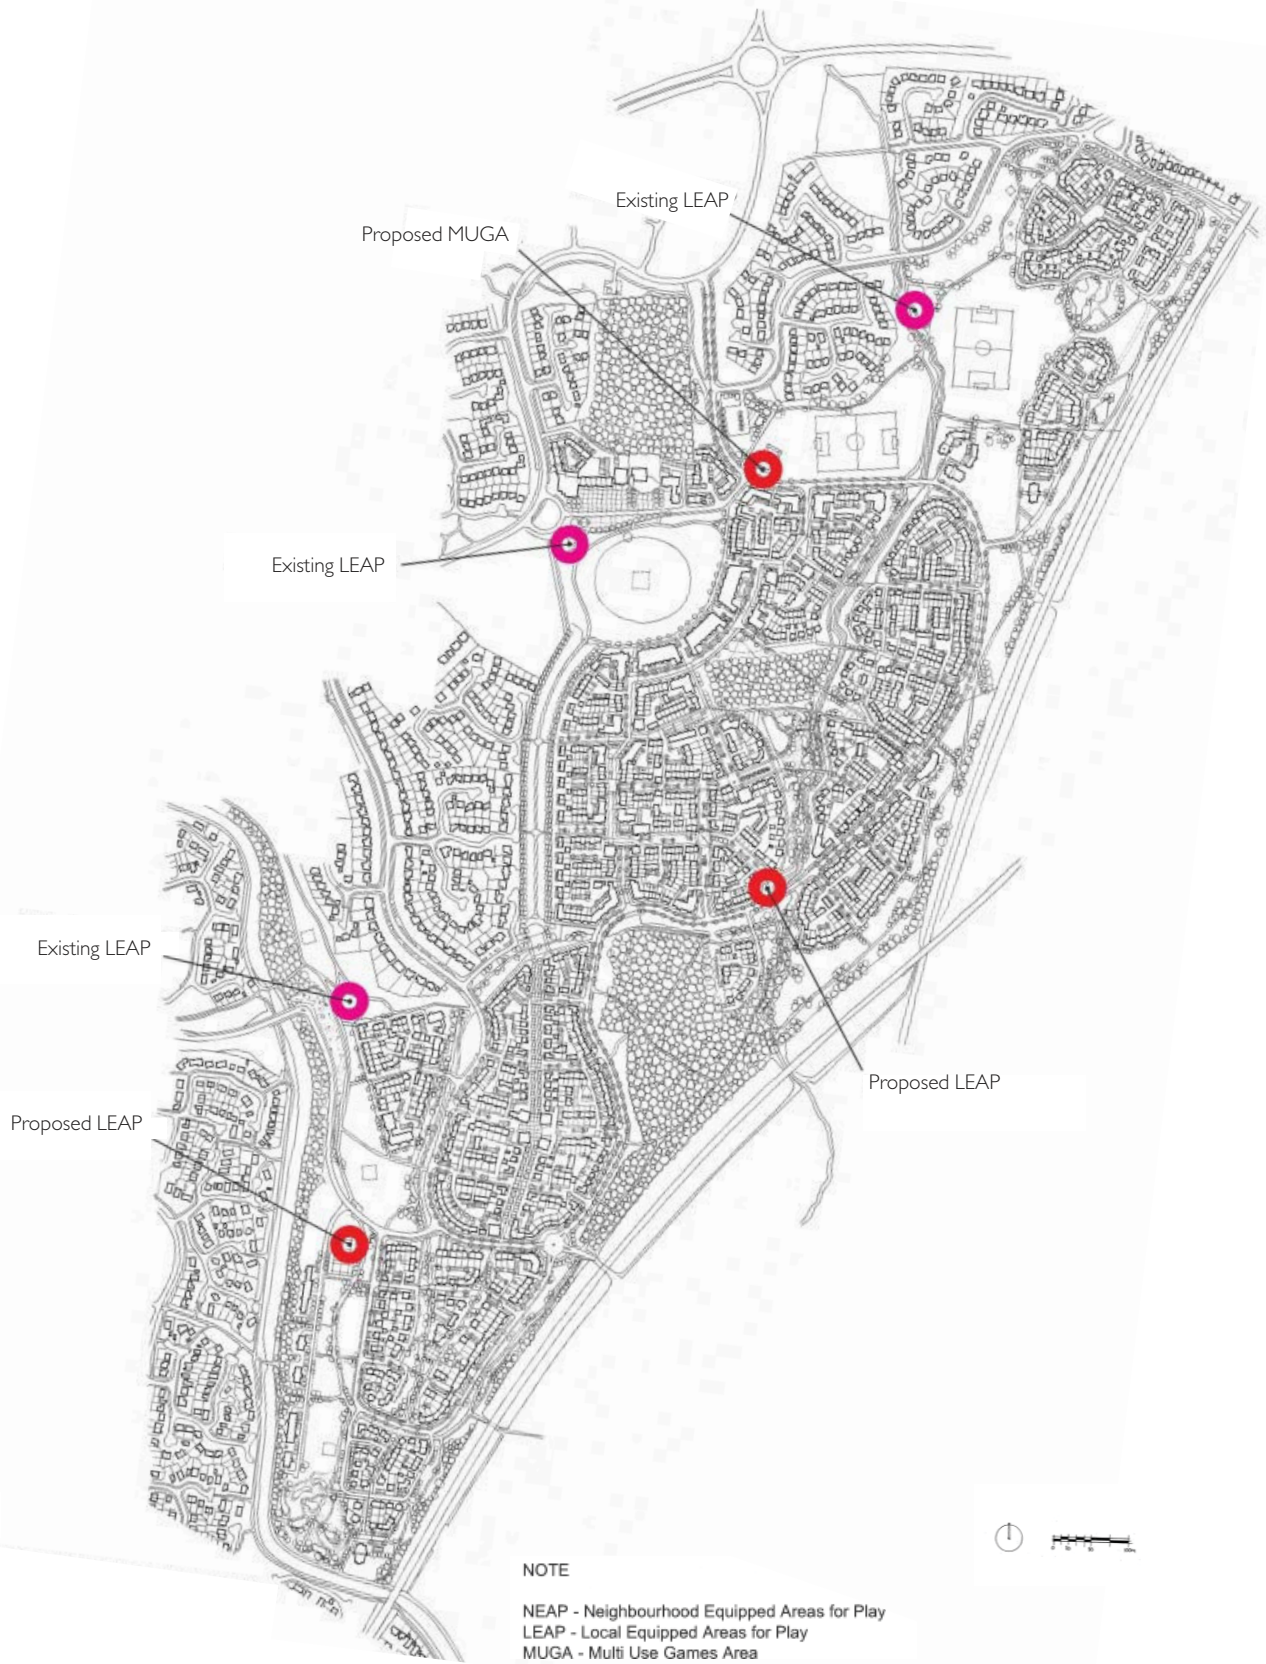 Existing LEAP
Proposed MUGA
Existing LEAP
Existing LEAP
Proposed LEAP
Proposed LEAP
NOTE
NEAP - Neighbourhood Equipped Areas for Play
LEAP - Local Equipped Areas for Play
MUGA - Multi Use Games Area